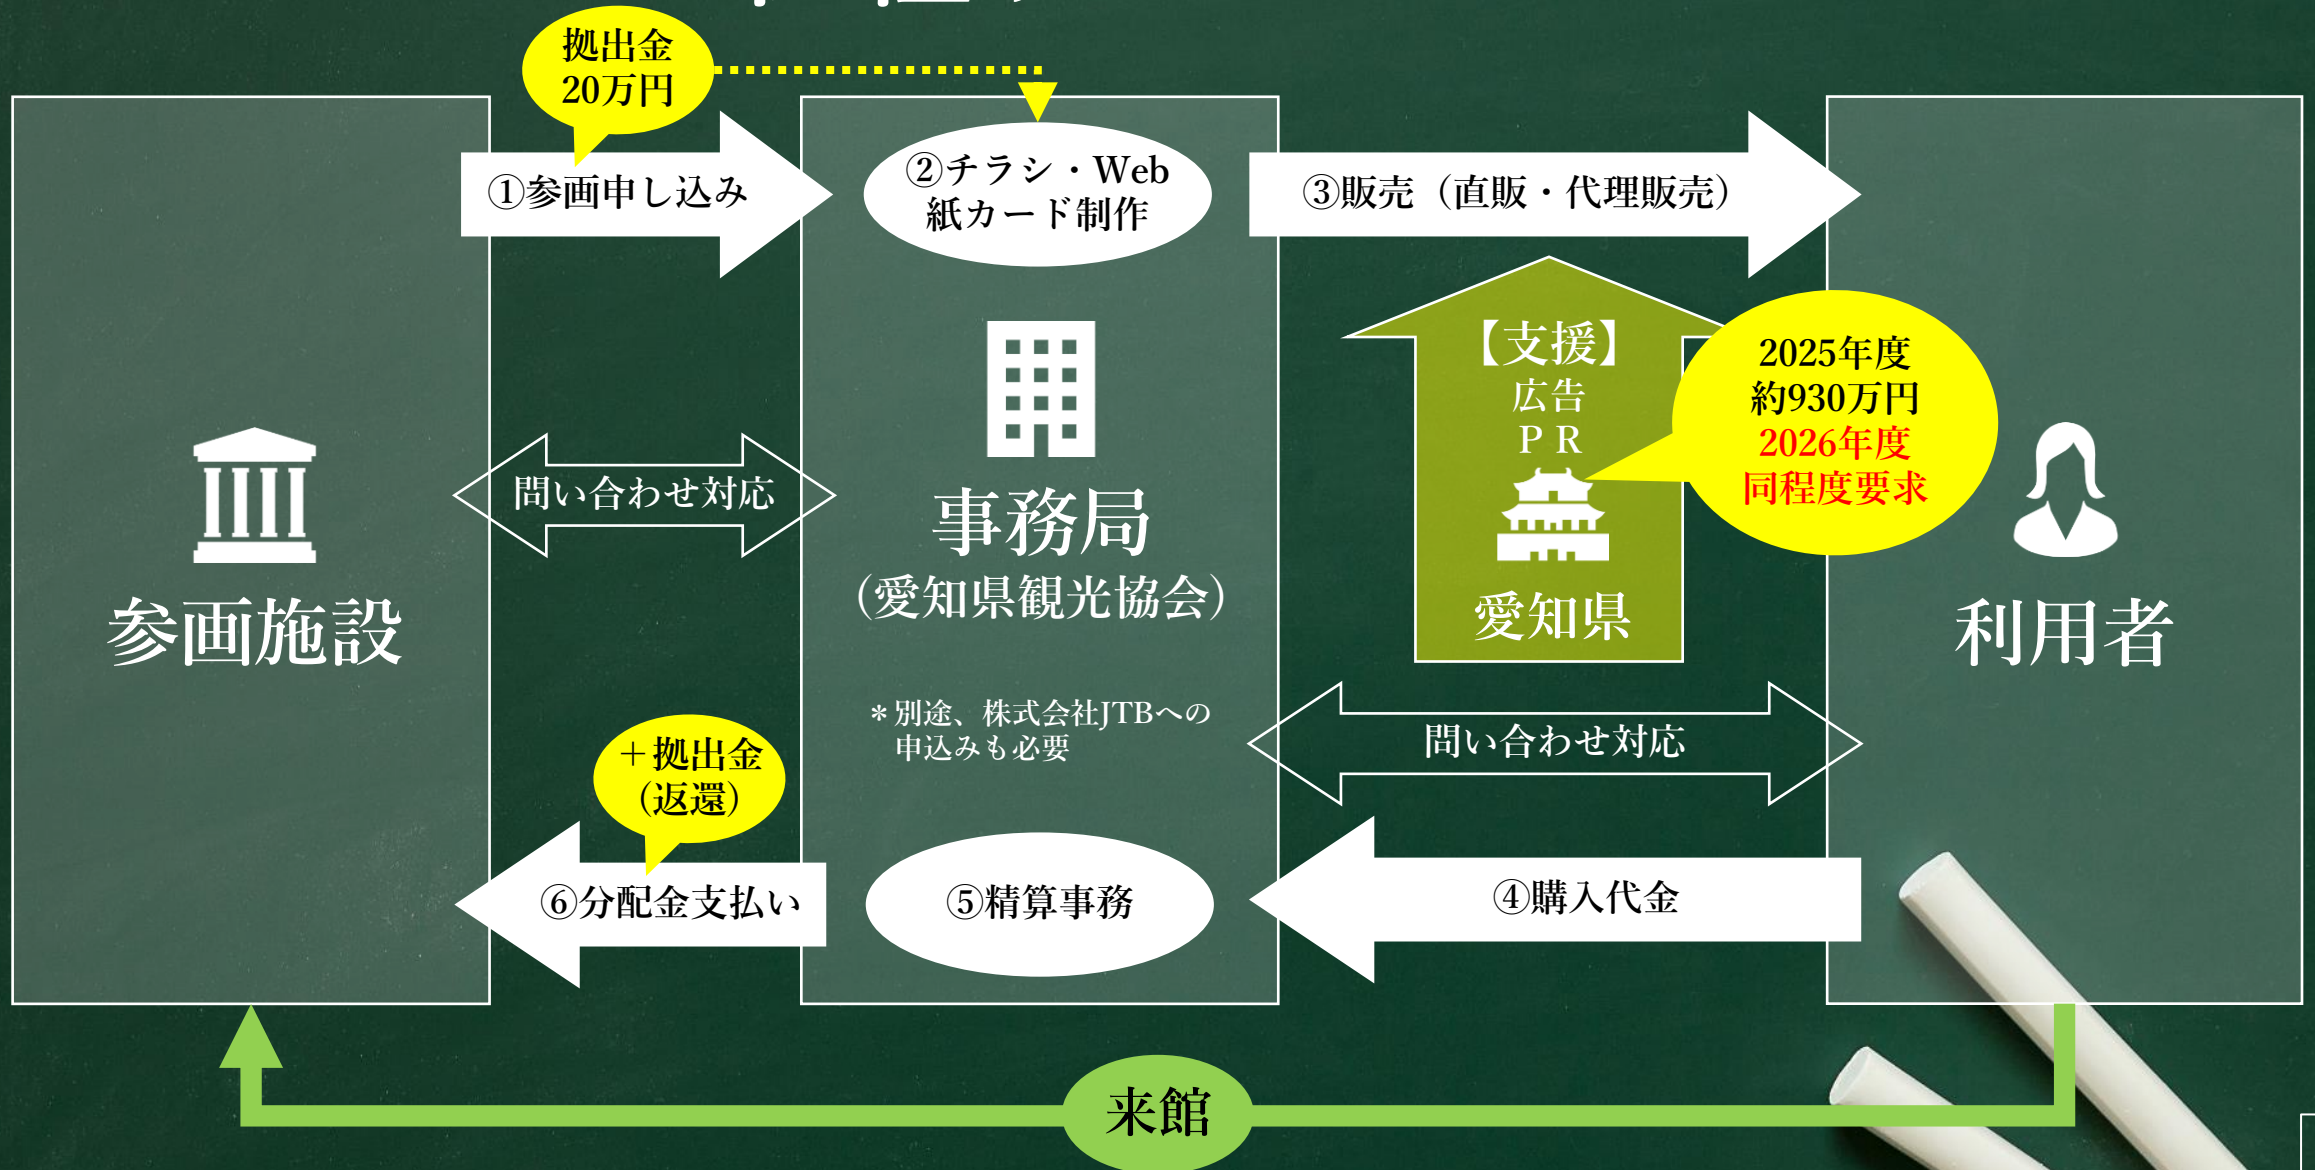 拠出金
20万円
①参画申し込み
②チラシ・Web
紙カード制作
③販売（直販・代理販売）
【支援】
広告
ＰＲ
愛知県
2025年度
約930万円
2026年度
同程度要求
問い合わせ対応
事務局
（愛知県観光協会）
参画施設
利用者
＊別途、株式会社JTBへの
申込みも必要
問い合わせ対応
＋拠出金
（返還）
⑥分配金支払い
⑤精算事務
④購入代金
来館